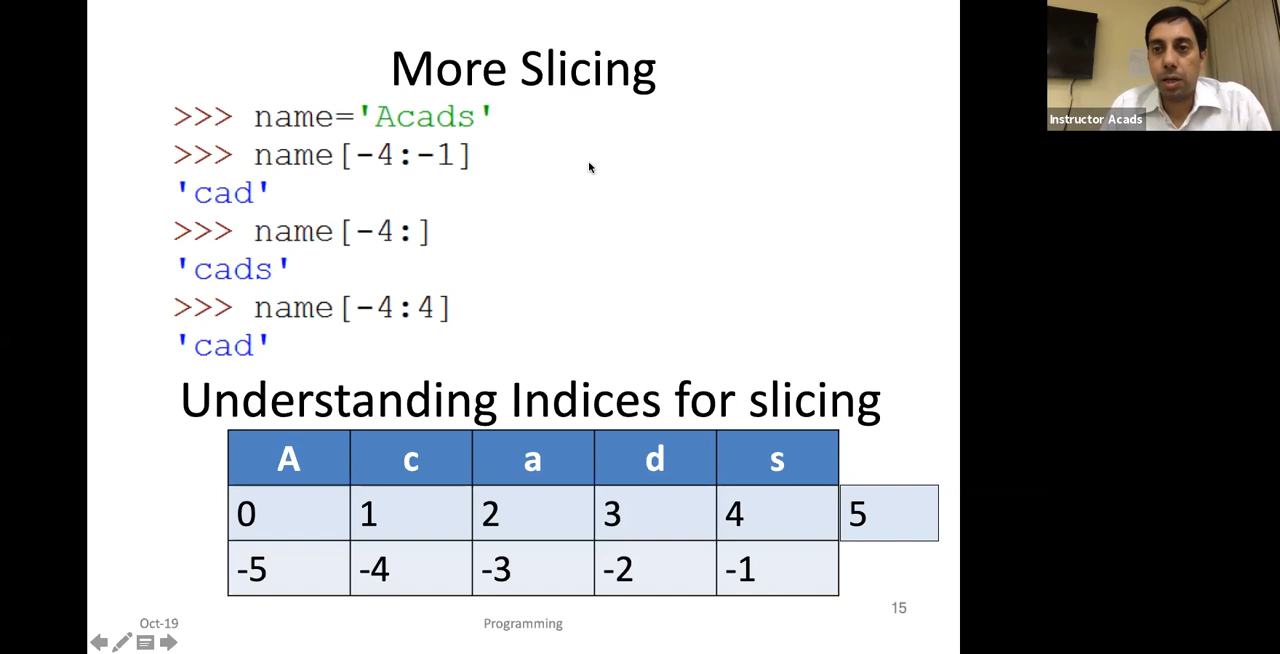 More Slicing
>>> name='Acads'
>>> name[-4:-1]
'cad'
>>> name[-4:]
'cads'
>>> name[-4:4]
'cad'
Understanding Indices for slicing
A c a d s
0 1 2 3 4 5
-5 -4 -3 -2 -1
15
Oct-19 Programming
Instructor Acads